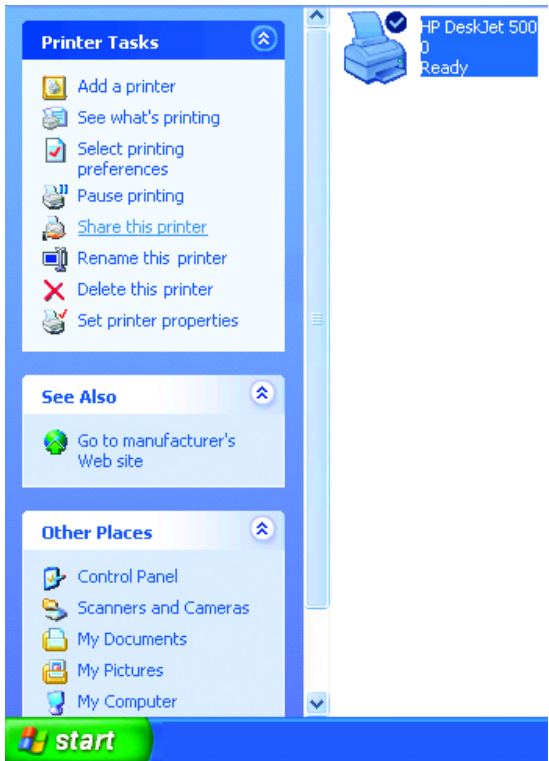 Printer Tasks
Add a printer
See what's printing
Select printing
preferences
Pause printing
Share this printer
Rename this printer
Delete this printer
Set printer properties
See Also
Go to manufacturer's
Web site
Other Places
Control Panel
Scanners and Cameras
My Documents
My Pictures
My Computer
HP DeskJet 500
0
Ready
start